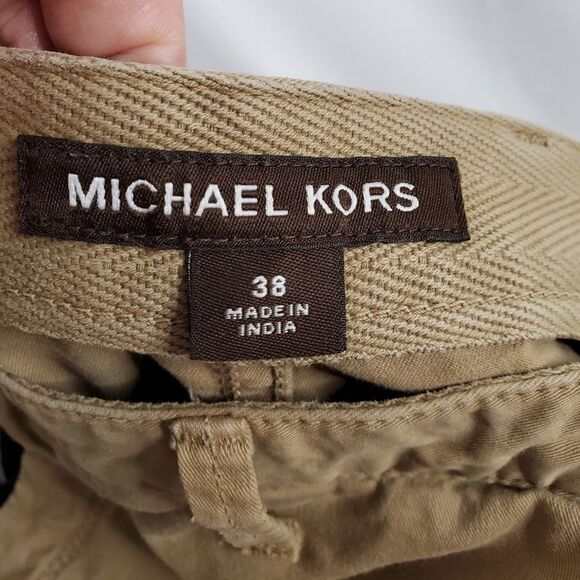 MICHAEL KORS
38
MADE IN
INDIA